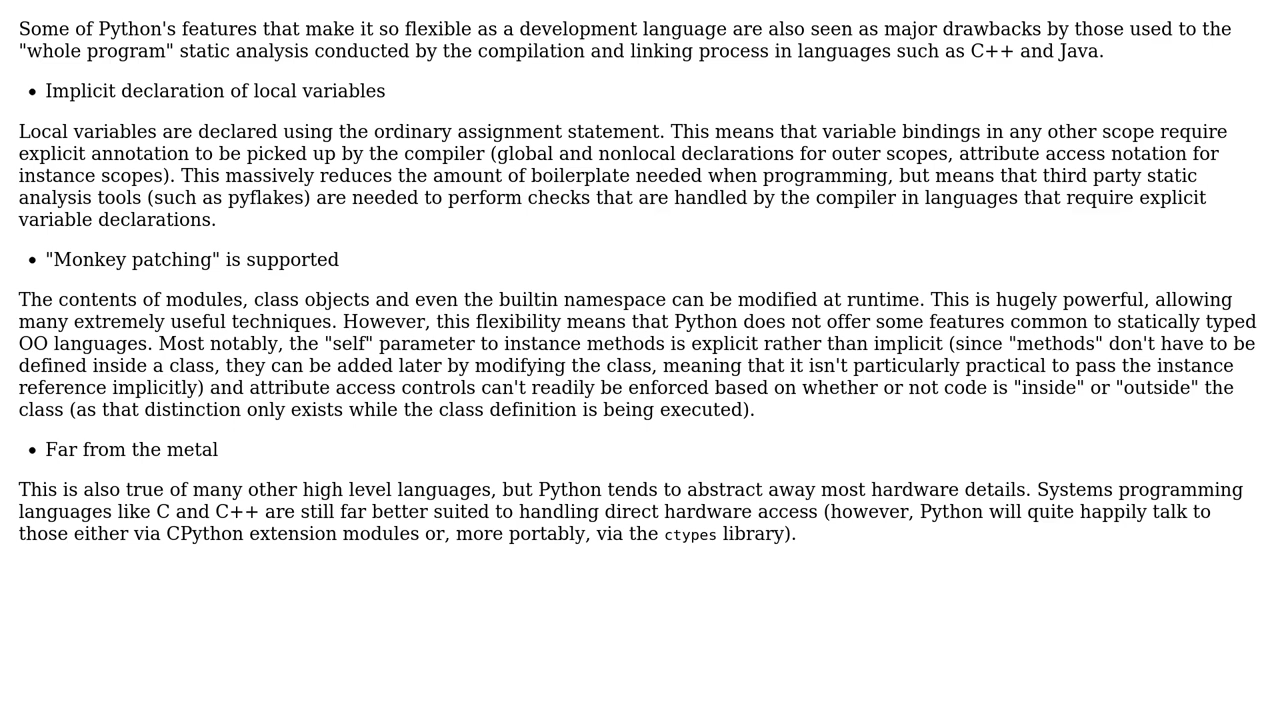 Some of Python's features that make it so flexible as a development language are also seen as major drawbacks by those used to the
"whole program" static analysis conducted by the compilation and linking process in languages such as C++ and Java.
• Implicit declaration of local variables
Local variables are declared using the ordinary assignment statement. This means that variable bindings in any other scope require
explicit annotation to be picked up by the compiler (global and nonlocal declarations for outer scopes, attribute access notation for
instance scopes). This massively reduces the amount of boilerplate needed when programming, but means that third party static
analysis tools (such as pyflakes) are needed to perform checks that are handled by the compiler in languages that require explicit
variable declarations.
• "Monkey patching" is supported
The contents of modules, class objects and even the builtin namespace can be modified at runtime. This is hugely powerful, allowing
many extremely useful techniques. However, this flexibility means that Python does not offer some features common to statically typed
OO languages. Most notably, the "self" parameter to instance methods is explicit rather than implicit (since "methods" don't have to be
defined inside a class, they can be added later by modifying the class, meaning that it isn't particularly practical to pass the instance
reference implicitly) and attribute access controls can't readily be enforced based on whether or not code is "inside" or "outside" the
class (as that distinction only exists while the class definition is being executed).
• Far from the metal
This is also true of many other high level languages, but Python tends to abstract away most hardware details. Systems programming
languages like C and C++ are still far better suited to handling direct hardware access (however, Python will quite happily talk to
those either via CPython extension modules or, more portably, via the ctypes library).